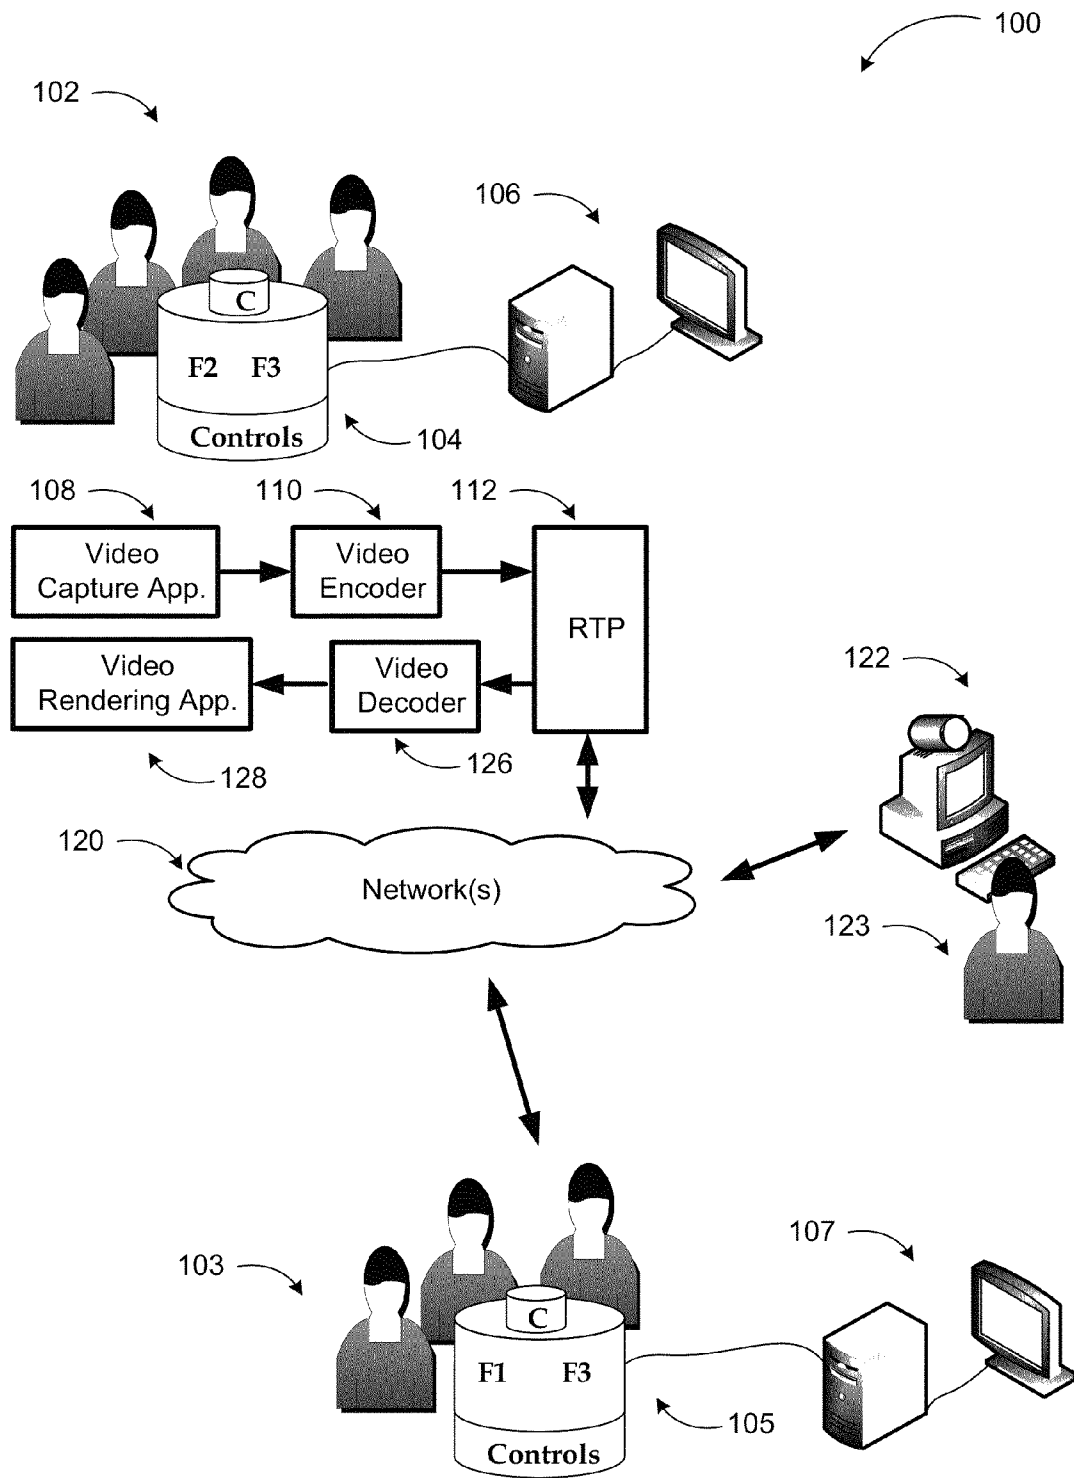 100
102
106
C
F2 F3
Controls
104
108
110
112
Video
Capture App.
Video
Encoder
RTP
Video
Rendering App.
Video
Decoder
122
128
126
120
Network(s)
123
103
107
C
F1 F3
Controls
105